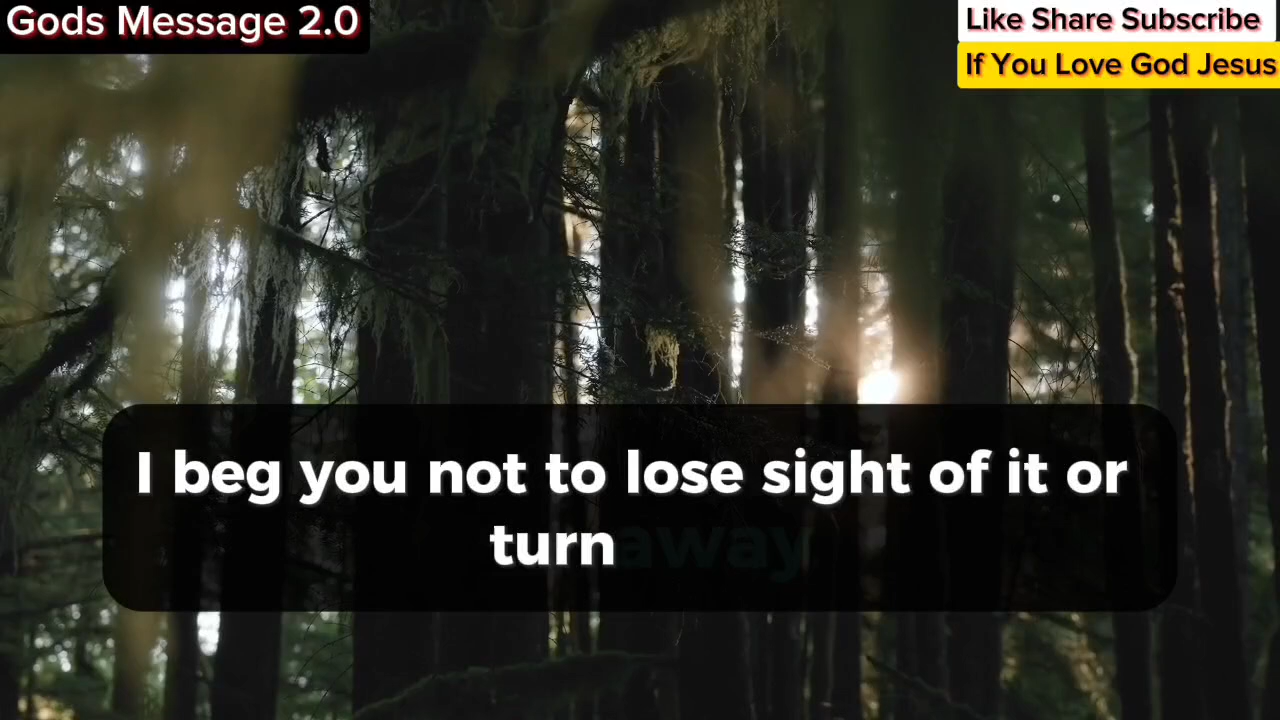 Gods Message 2.0
Like Share Subscribe
If You Love God Jesus
I beg you not to lose sight of it or
turn away